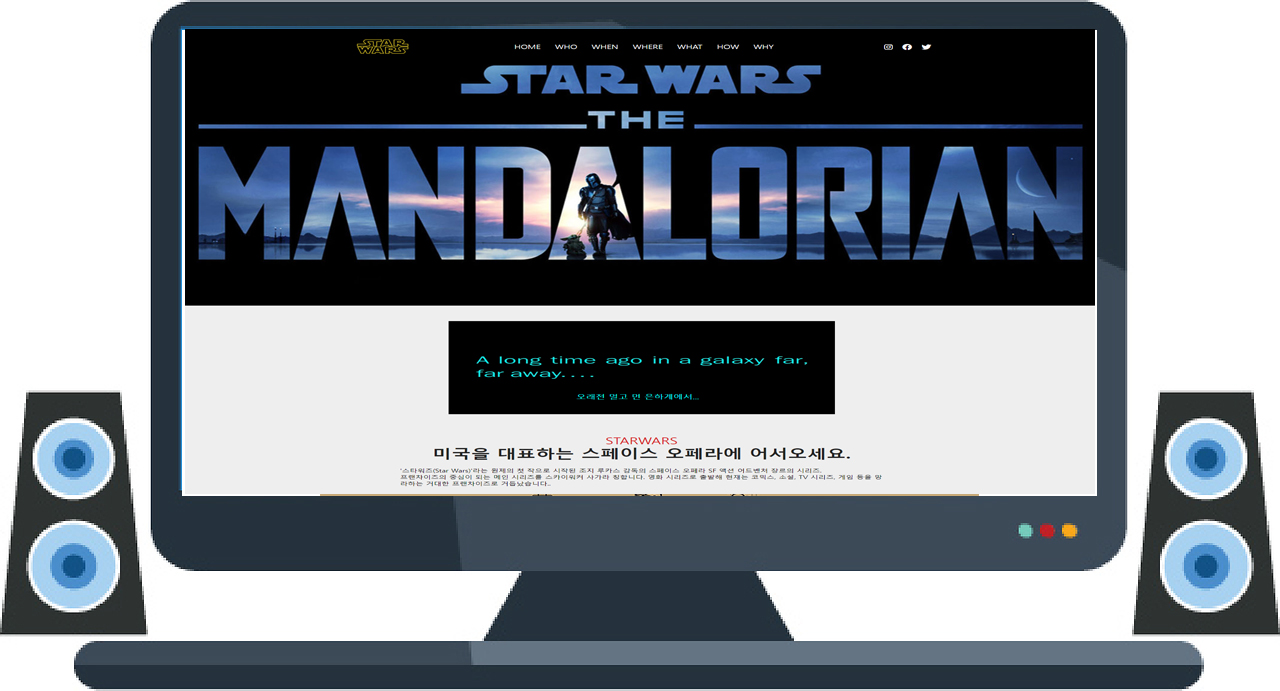 STAR WARS
HOME WHO WHEN WHERE WHAT HOW WHY
STAR WARS
THE
MANDALORIAN
A long time ago in a galaxy far,
far away....
오래전 멀고 먼 은하계에서...
STARWARS
미국을 대표하는 스페이스 오페라에 어서오세요.
'스타워즈(Star Wars)'라는 원제의 첫 작으로 시작된 조지 루카스 감독의 스페이스 오페라 SF 액션 어드벤처 장르의 시리즈.
프랜차이즈의 중심이 되는 메인 시리즈를 스카이워커 사가라 칭합니다. 영화 시리즈로 출발해 현재는 코믹스, 소설, TV 시리즈, 게임 등을 망
라하는 거대한 프랜차이즈로 거듭났습니다..